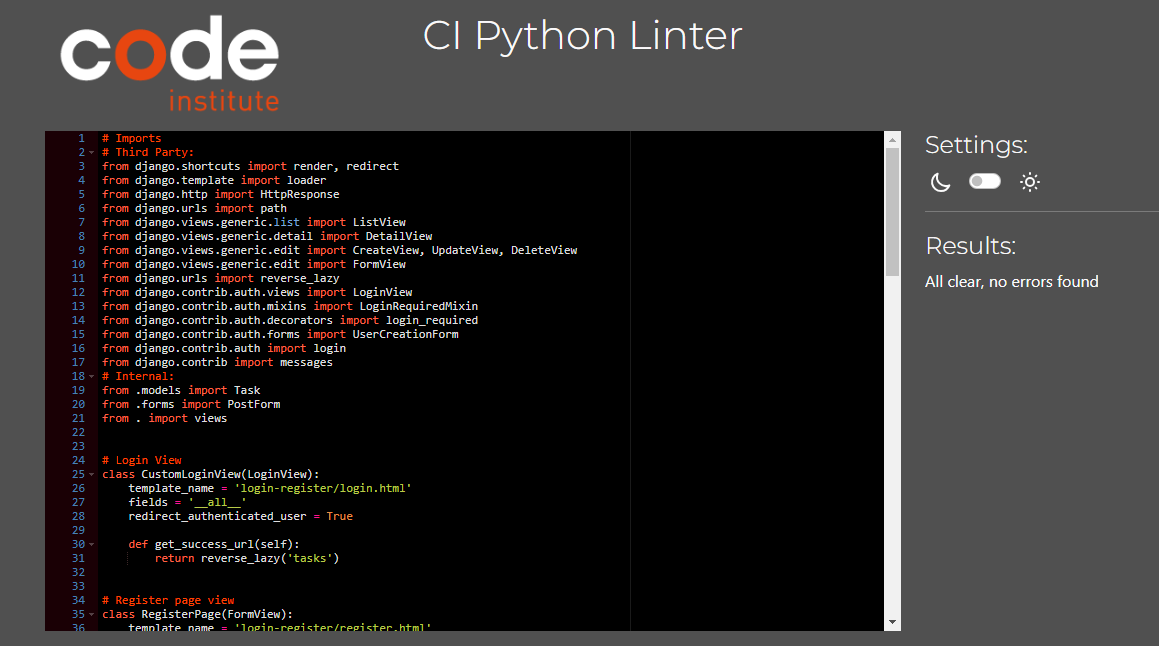 code
institute
CI Python Linter
1 # Imports
2 # Third Party:
3 from django.shortcuts import render, redirect
4 from django.template import loader
5 from django.http import HttpResponse
6 from django.urls import path
7 from django.views.generic.list import ListView
8 from django.views.generic.detail import DetailView
9 from django.views.generic.edit import CreateView, UpdateView, DeleteView
10 from django.views.generic.edit import FormView
11 from django.urls import reverse_lazy
12 from django.contrib.auth.views import LoginView
13 from django.contrib.auth.mixins import LoginRequiredMixin
14 from django.contrib.auth.decorators import login_required
15 from django.contrib.auth.forms import UserCreationForm
16 from django.contrib.auth import login
17 from django.contrib import messages
18 # Internal:
19 from .models import Task
20 from .forms import PostForm
21 from . import views
22
23
24 # Login View
25 class CustomLoginView(LoginView):
26     template_name = 'login-register/login.html'
27     fields = '__all__'
28     redirect_authenticated_user = True
29
30     def get_success_url(self):
31         return reverse_lazy('tasks')
32
33
34 # Register page view
35 class RegisterPage(FormView):
36     template_name = 'login-register/register.html'
Settings:
Results:
All clear, no errors found